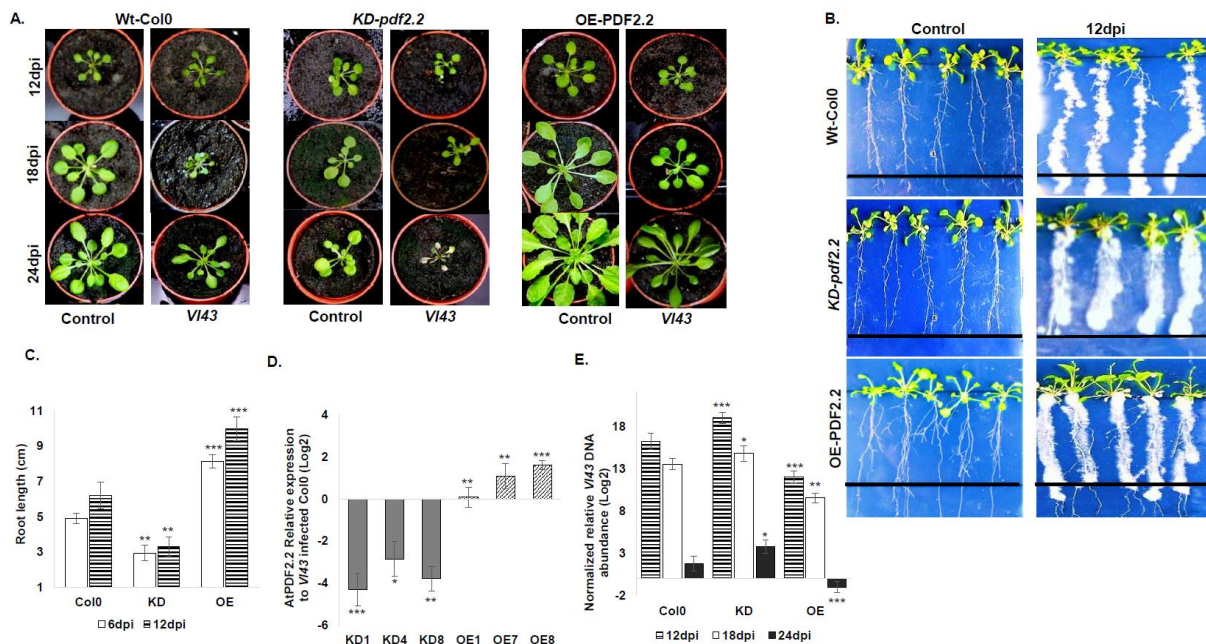 A.
Wt-Col0
KD-pdf2.2
OE-PDF2.2
12dpi
18dpi
24dpi
Control
Vl43
Control
Vl43
Control
Vl43
B.
Control
12dpi
Wt-Col0
KD-pdf2.2
OE-PDF2.2
C.
Root length (cm)
11
9
7
5
3
1
**
**
***
***
Col0
KD
OE
6dpi
12dpi
D.
AtPDF2.2 Relative expression
to Vl43 infected Col0 (Log2)
4
2
0
-2
-4
-6
***
*
**
**
**
***
KD1
KD4
KD8
OE1
OE7
OE8
E.
Normalized relative Vl43 DNA
abundance (Log2)
18
13
8
3
-2
***
*
*
***
**
***
Col0
KD
OE
12dpi
18dpi
24dpi